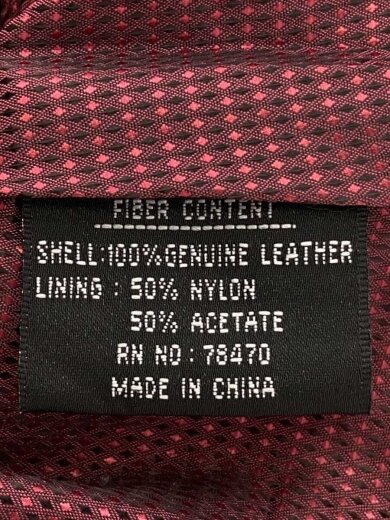 FIBER CONTENT
SHELL:100%GENUINE LEATHER
LINING : 50% NYLON
50% ACETATE
RN NO : 78470
MADE IN CHINA